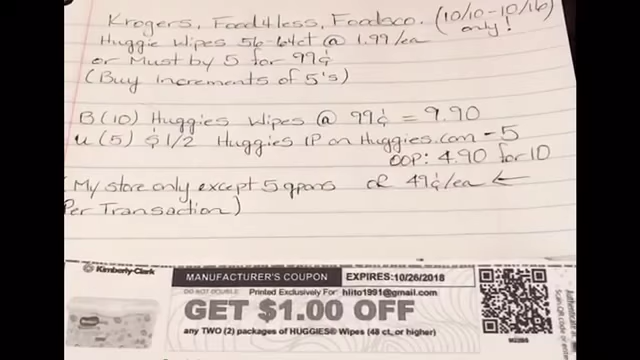 Krogers, Food4less, Foodsco. (10/10-10/16) only!
Huggie Wipes 56-64ct @ 1.99/ea
or Must by 5 for 99¢
(Buy Increments of 5's)
B (10) Huggies Wipes @ 99¢ = 9.90
u (5) $1/2 Huggies IP on Huggies.com - 5
OOP: 4.90 for 10
(My store only except 5 qpons or 49¢/ea ←
Per Transaction)
Kimberly-Clark MANUFACTURER'S COUPON EXPIRES:10/26/2018
DO NOT DOUBLE Printed Exclusively For: hlito1991@gmail.com
GET $1.00 OFF
any TWO (2) packages of HUGGIES® Wipes (48 ct. or higher)